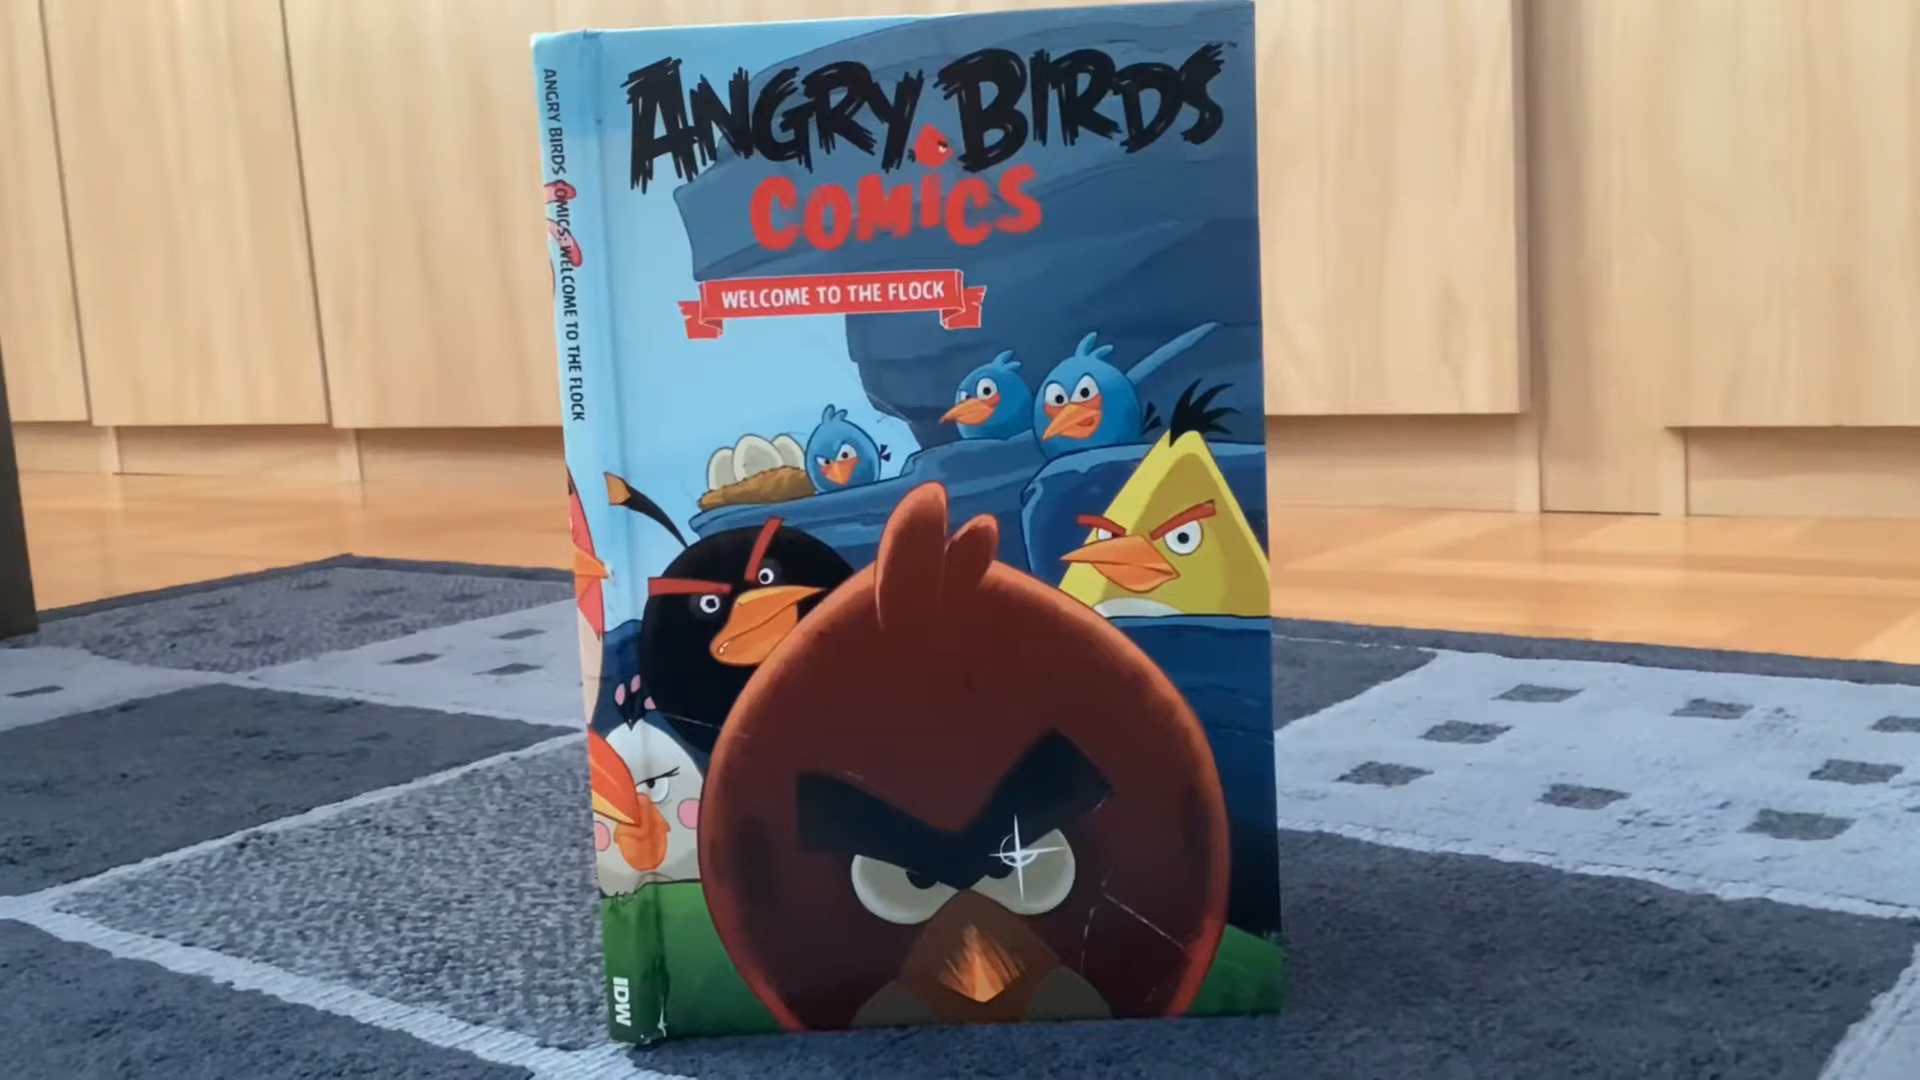 ANGRY BIRDS
COMICS
WELCOME TO THE FLOCK
ANGRY BIRDS COMICS: WELCOME TO THE FLOCK
IDW